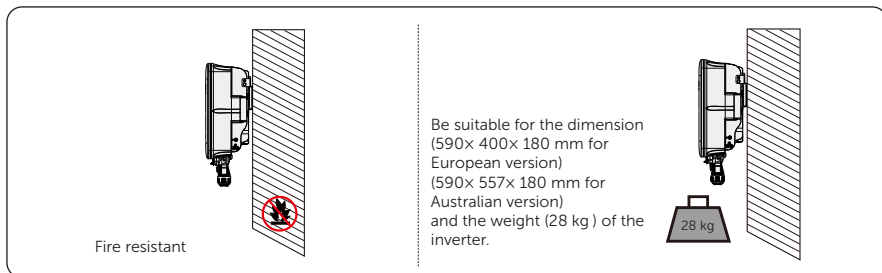 Fire resistant
Be suitable for the dimension
(590× 400× 180 mm for
European version)
(590× 557× 180 mm for
Australian version)
and the weight (28 kg ) of the
inverter.
28 kg